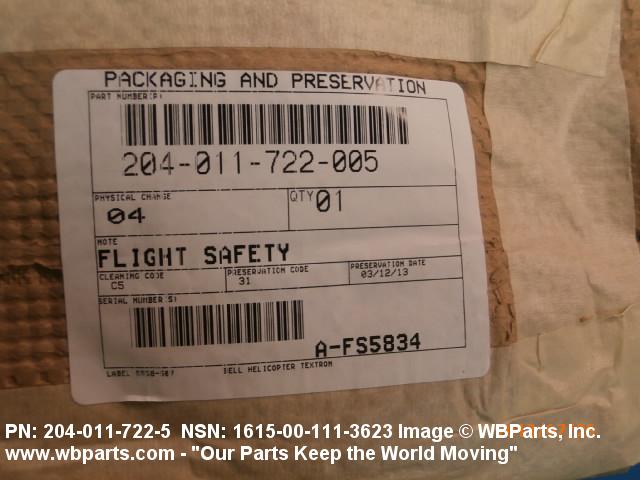 PACKAGING AND PRESERVATION
PART NUMBER(P)
204-011-722-005
PHYSICAL CHANGE
04
QTY 01
NOTE
FLIGHT SAFETY
CLEANING CODE
C5
PRESERVATION CODE
31
PRESERVATION DATE
03/12/13
SERIAL NUMBER(S)
A-FS5834
LABEL
BELL HELICOPTER TEXTRON
PN: 204-011-722-5 NSN: 1615-00-111-3623 Image © WBParts, Inc.
www.wbparts.com - "Our Parts Keep the World Moving"